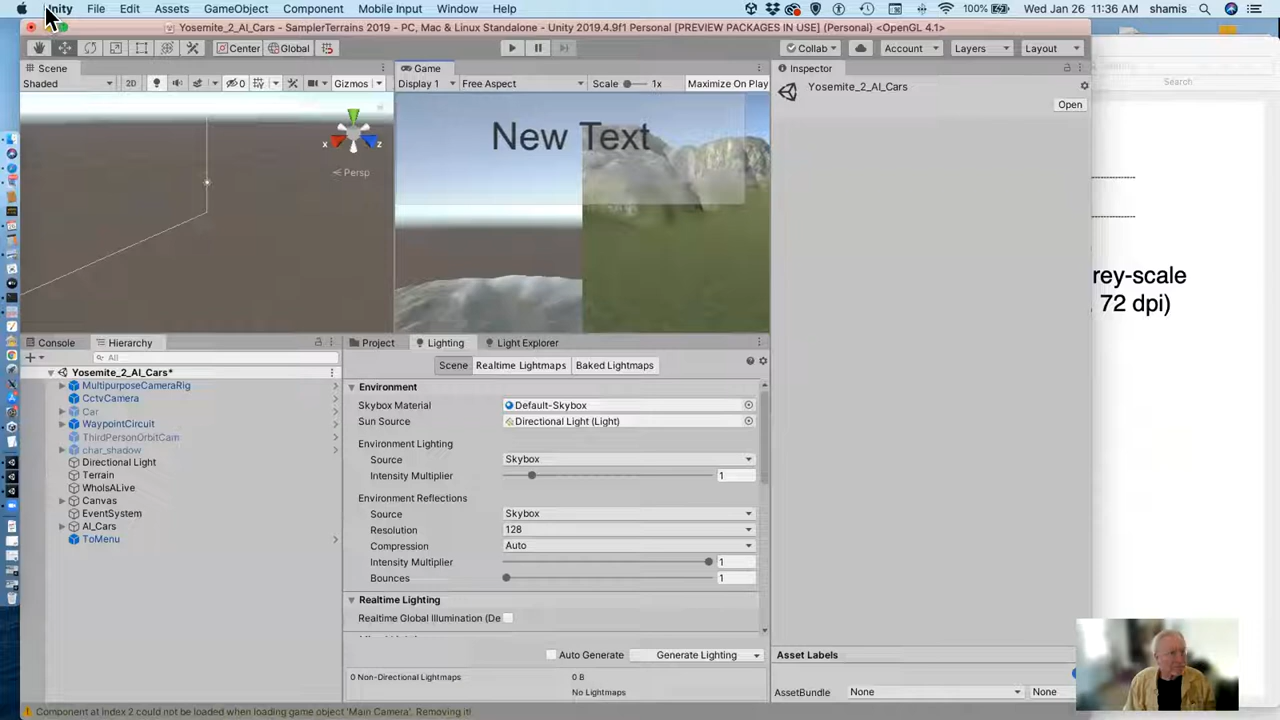 Unity File Edit Assets GameObject Component Mobile Input Window Help 100% Wed Jan 26 11:36 AM shamis
Yosemite_2_AI_Cars - SamplerTerrains 2019 - PC, Mac & Linux Standalone - Unity 2019.4.9f1 Personal [PREVIEW PACKAGES IN USE] (Personal) <OpenGL 4.1>
Center Global Collab Account Layers Layout
Scene Game Inspector
Shaded 2D 0 Gizmos Display 1 Free Aspect Scale 1x Maximize On Play
Search
Yosemite_2_AI_Cars
Open
New Text
x z
Persp
rey-scale
72 dpi)
Console Hierarchy Project Lighting Light Explorer
All
Scene Realtime Lightmaps Baked Lightmaps
Yosemite_2_AI_Cars*
MultipurposeCameraRig
CctvCamera
Car
WaypointCircuit
ThirdPersonOrbitCam
char_shadow
Directional Light
Terrain
WhoIsALive
Canvas
EventSystem
AI_Cars
ToMenu
Environment
Skybox Material Default-Skybox
Sun Source Directional Light (Light)
Environment Lighting
Source Skybox
Intensity Multiplier 1
Environment Reflections
Source Skybox
Resolution 128
Compression Auto
Intensity Multiplier 1
Bounces 1
Realtime Lighting
Realtime Global Illumination (De
Auto Generate Generate Lighting
0 Non-Directional Lightmaps 0 B
No Lightmaps
Asset Labels
AssetBundle None None
Component at index 2 could not be loaded when loading game object 'Main Camera'. Removing it!